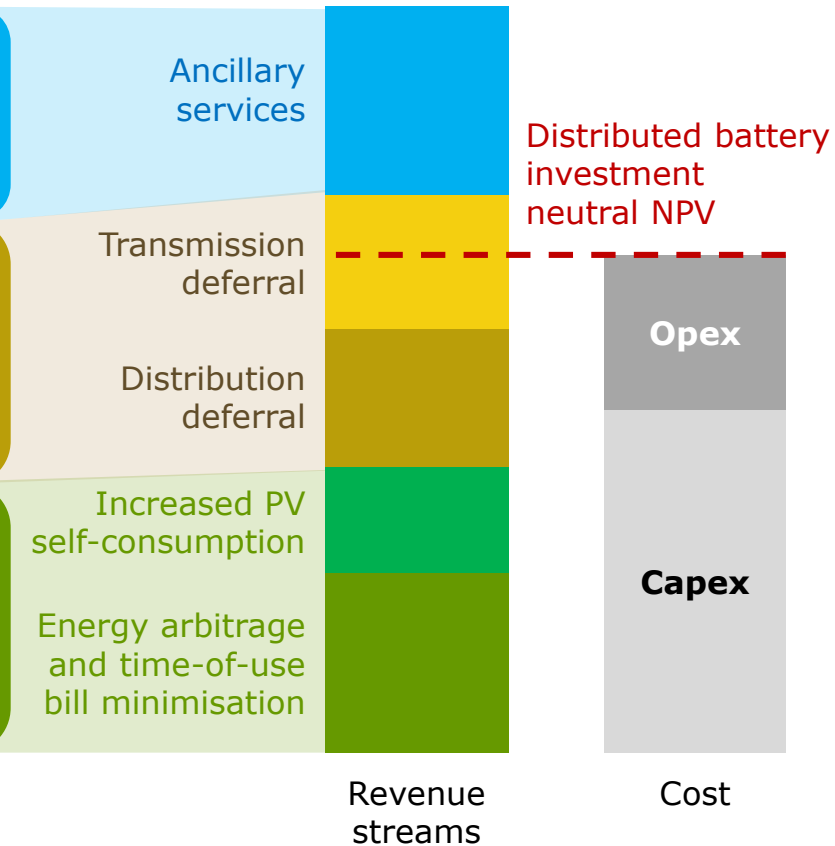 Ancillary
services
Distributed battery
investment
neutral NPV
Transmission
deferral
Opex
Distribution
deferral
Increased PV
self-consumption
Capex
Energy arbitrage
and time-of-use
bill minimisation
Revenue
streams
Cost